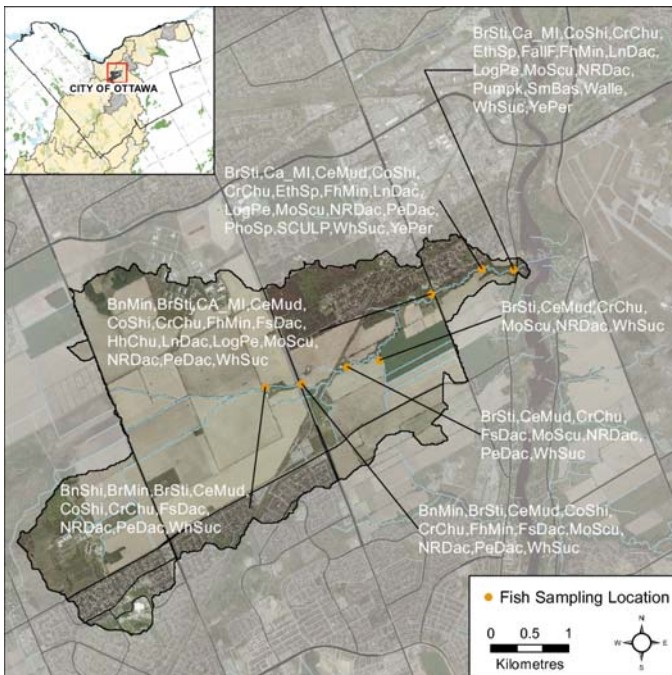 CITY OF OTTAWA
BrSti,Ca_MI,CoShi,CrChu,
EthSp,FallF,FhMin,LnDac,
LogPe,MoScu,NRDac,
Pumpk,SmBas,Walle,
WhSuc,YePer
BrSti,Ca_MI,CeMud,CoShi,
CrChu,EthSp,FhMin,LnDac,
LogPe,MoScu,NRDac,PeDac,
PhoSp,SCULP,WhSuc,YePer
BnMin,BrSti,CA_MI,CeMud,
CoShi,CrChu,FhMin,FsDac,
HhChu,LnDac,LogPe,MoScu,
NRDac,PeDac,WhSuc
BrSti,CeMud,CrChu,
MoScu,NRDac,WhSuc
BrSti,CeMud,CrChu,
FsDac,MoScu,NRDac,
PeDac,WhSuc
BnShi,BrMin,BrSti,CeMud,
CoShi,CrChu,FsDac,
NRDac,PeDac,WhSuc
BnMin,BrSti,CeMud,CoShi,
CrChu,FhMin,FsDac,MoScu,
NRDac,PeDac,WhSuc
Fish Sampling Location
0 0.5 1
Kilometres
N
W E
S